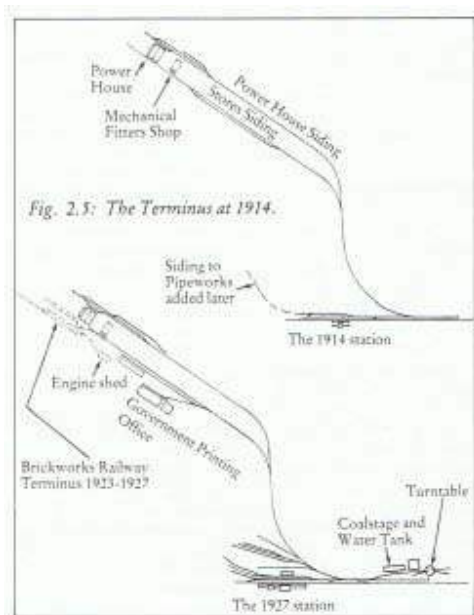 Power
House
Mechanical
Fitters Shop
Power House Siding
Stores Siding
Fig. 2.5: The Terminus at 1914.
Siding to
Pipeworks
added later
The 1914 station
Engine shed
Government Printing
Office
Brickworks Railway
Terminus 1923-1927
Turntable
Coalstage and
Water Tank
The 1927 station